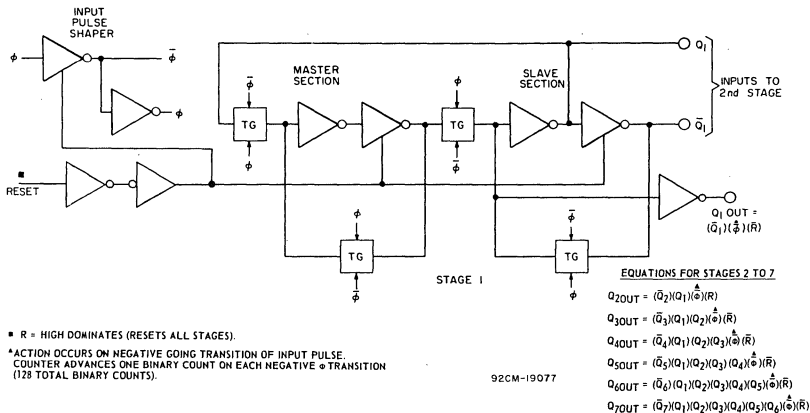 INPUT
PULSE
SHAPER
φ
φ̄
φ
■
RESET
φ̄
TG
φ
MASTER
SECTION
φ
TG
φ̄
SLAVE
SECTION
Q1
INPUTS TO
2nd STAGE
Q̄1
φ
TG
φ̄
φ̄
TG
φ
STAGE 1
Q1 OUT =
(Q̄1)(φ̄▲)(R̄)
EQUATIONS FOR STAGES 2 TO 7
Q2OUT = (Q̄2)(Q1)(φ̄▲)(R)
Q3OUT = (Q̄3)(Q1)(Q2)(φ̄▲)(R̄)
Q4OUT = (Q̄4)(Q1)(Q2)(Q3)(φ̄▲)(R̄)
Q5OUT = (Q̄5)(Q1)(Q2)(Q3)(Q4)(φ̄▲)(R̄)
Q6OUT = (Q̄6)(Q1)(Q2)(Q3)(Q4)(Q5)(φ̄▲)(R̄)
Q7OUT = (Q̄7)(Q1)(Q2)(Q3)(Q4)(Q5)(Q6)(φ̄▲)(R̄)
■ R = HIGH DOMINATES (RESETS ALL STAGES).
▲ACTION OCCURS ON NEGATIVE GOING TRANSITION OF INPUT PULSE.
COUNTER ADVANCES ONE BINARY COUNT ON EACH NEGATIVE Φ TRANSITION
(128 TOTAL BINARY COUNTS).
92CM-19077